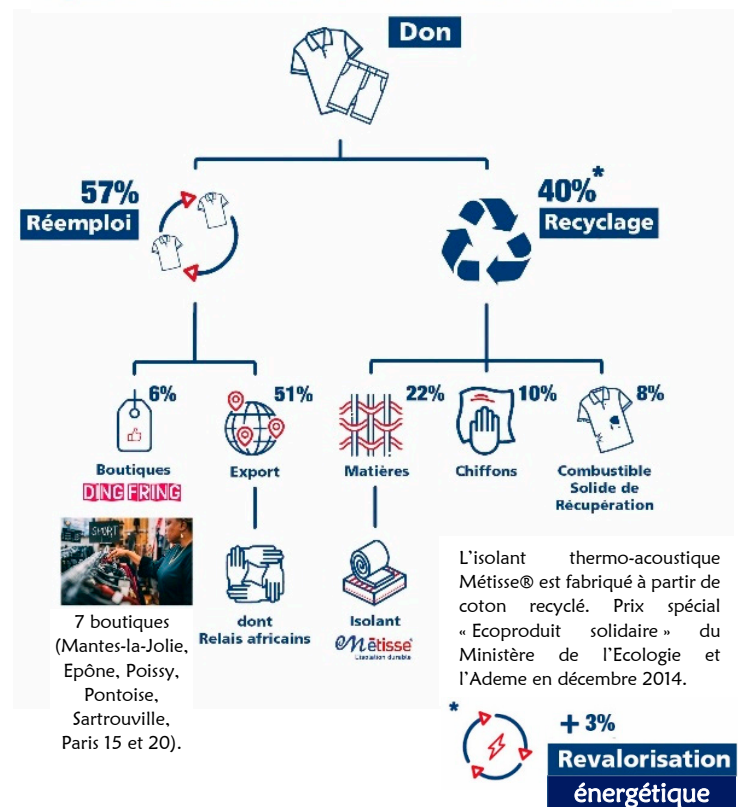 Don
57%
Réemploi
40%*
Recyclage
6%
51%
22%
10%
8%
Boutiques
DING FRING
Export
Matières
Chiffons
Combustible
Solide de
Récupération
SPORT
7 boutiques
(Mantes-la-Jolie,
Epône, Poissy,
Pontoise,
Sartrouville,
Paris 15 et 20).
dont
Relais africains
Isolant
Métisse®
L'isolation durable
L'isolant thermo-acoustique
Métisse® est fabriqué à partir de
coton recyclé. Prix spécial
« Ecoproduit solidaire » du
Ministère de l'Ecologie et
l'Ademe en décembre 2014.
*
+ 3%
Revalorisation
énergétique